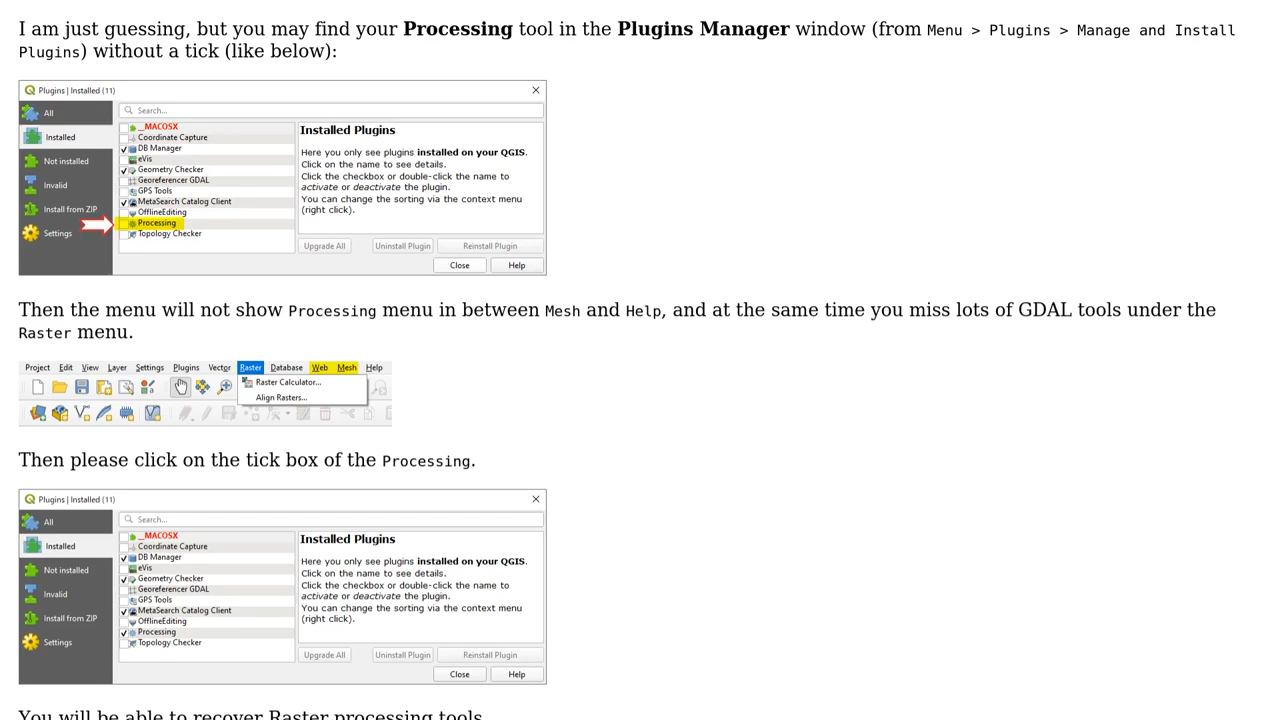 I am just guessing, but you may find your Processing tool in the Plugins Manager window (from Menu > Plugins > Manage and Install
Plugins) without a tick (like below):
Plugins | Installed (11)
All
Installed
Not installed
Invalid
Install from ZIP
Settings
Search...
__MACOSX
Coordinate Capture
DB Manager
eVis
Geometry Checker
Georeferencer GDAL
GPS Tools
MetaSearch Catalog Client
OfflineEditing
Processing
Topology Checker
Installed Plugins
Here you only see plugins installed on your QGIS.
Click on the name to see details.
Click the checkbox or double-click the name to
activate or deactivate the plugin.
You can change the sorting via the context menu
(right click).
Upgrade All Uninstall Plugin Reinstall Plugin
Close Help
Then the menu will not show Processing menu in between Mesh and Help, and at the same time you miss lots of GDAL tools under the
Raster menu.
Project Edit View Layer Settings Plugins Vector Raster Database Web Mesh Help
Raster Calculator...
Align Rasters...
Then please click on the tick box of the Processing.
Plugins | Installed (11)
All
Installed
Not installed
Invalid
Install from ZIP
Settings
Search...
__MACOSX
Coordinate Capture
DB Manager
eVis
Geometry Checker
Georeferencer GDAL
GPS Tools
MetaSearch Catalog Client
OfflineEditing
Processing
Topology Checker
Installed Plugins
Here you only see plugins installed on your QGIS.
Click on the name to see details.
Click the checkbox or double-click the name to
activate or deactivate the plugin.
You can change the sorting via the context menu
(right click).
Upgrade All Uninstall Plugin Reinstall Plugin
Close Help
You will be able to recover Raster processing tools.